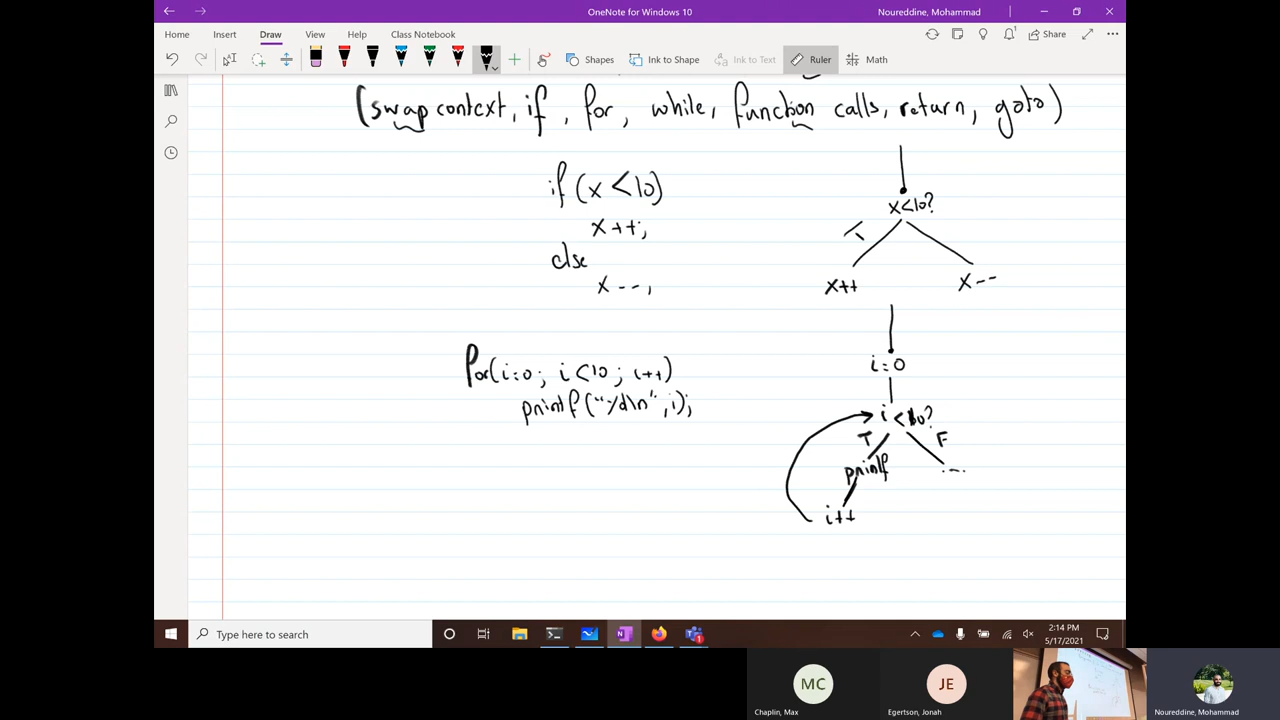 OneNote for Windows 10
Noureddine, Mohammad
Home Insert Draw View Help Class Notebook
Share
Shapes Ink to Shape Ink to Text Ruler Math
(swap context, if, for, while, function calls, return, goto)
if (x < 10)
x++;
else
x--;
x<10?
T
x++ x--
for(i=0; i<10; i++)
printf("%d\n", i);
i=0
i<10?
T F
printf ...
i++
Type here to search
2:14 PM
5/17/2021
MC
Chaplin, Max
JE
Egertson, Jonah
Noureddine, Mohammad